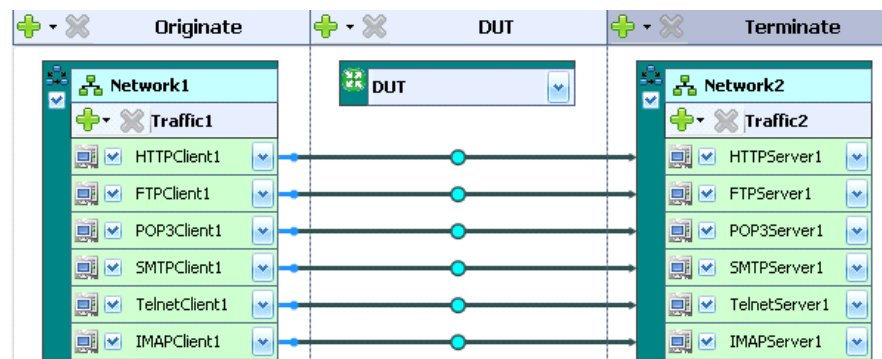 Originate DUT Terminate
Network1 DUT Network2
Traffic1 Traffic2
HTTPClient1 HTTPServer1
FTPClient1 FTPServer1
POP3Client1 POP3Server1
SMTPClient1 SMTPServer1
TelnetClient1 TelnetServer1
IMAPClient1 IMAPServer1